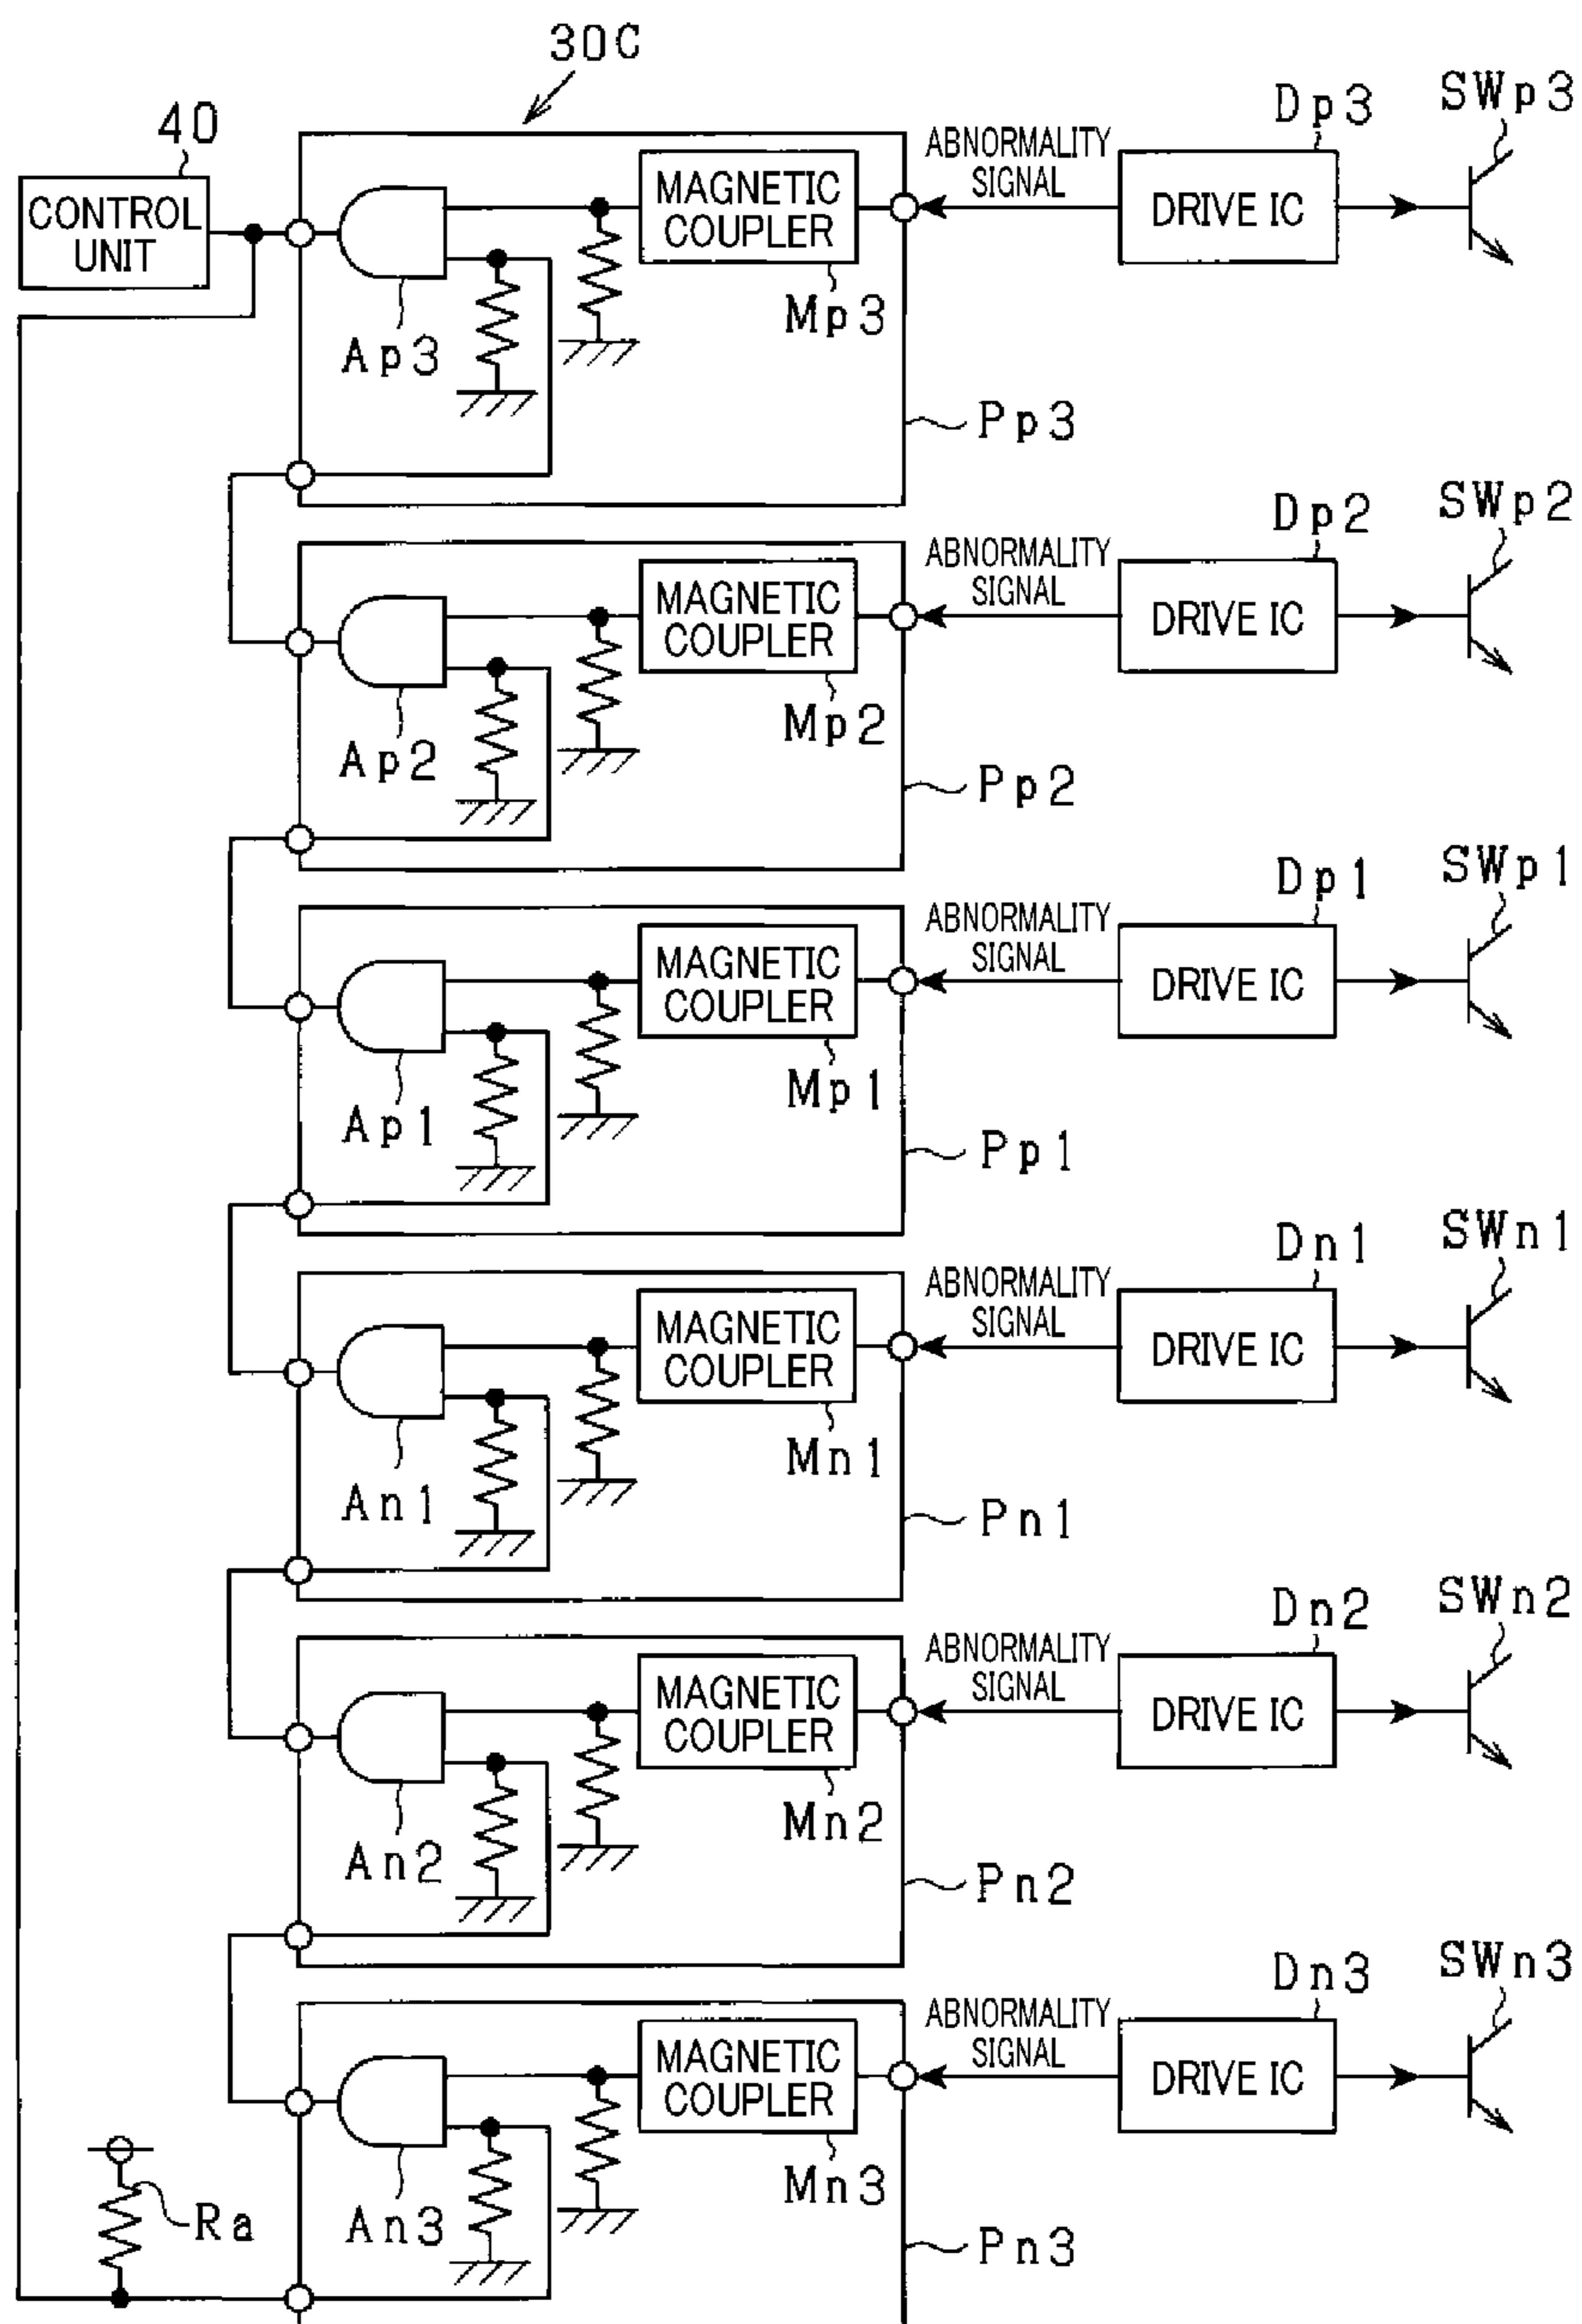 30C
40
CONTROL
UNIT
MAGNETIC
COUPLER
Mp3
Ap3
Pp3
ABNORMALITY
SIGNAL
Dp3
DRIVE IC
SWp3
MAGNETIC
COUPLER
Mp2
Ap2
Pp2
ABNORMALITY
SIGNAL
Dp2
DRIVE IC
SWp2
MAGNETIC
COUPLER
Mp1
Ap1
Pp1
ABNORMALITY
SIGNAL
Dp1
DRIVE IC
SWp1
MAGNETIC
COUPLER
Mn1
An1
Pn1
ABNORMALITY
SIGNAL
Dn1
DRIVE IC
SWn1
MAGNETIC
COUPLER
Mn2
An2
Pn2
ABNORMALITY
SIGNAL
Dn2
DRIVE IC
SWn2
MAGNETIC
COUPLER
Mn3
An3
Pn3
ABNORMALITY
SIGNAL
Dn3
DRIVE IC
SWn3
Ra